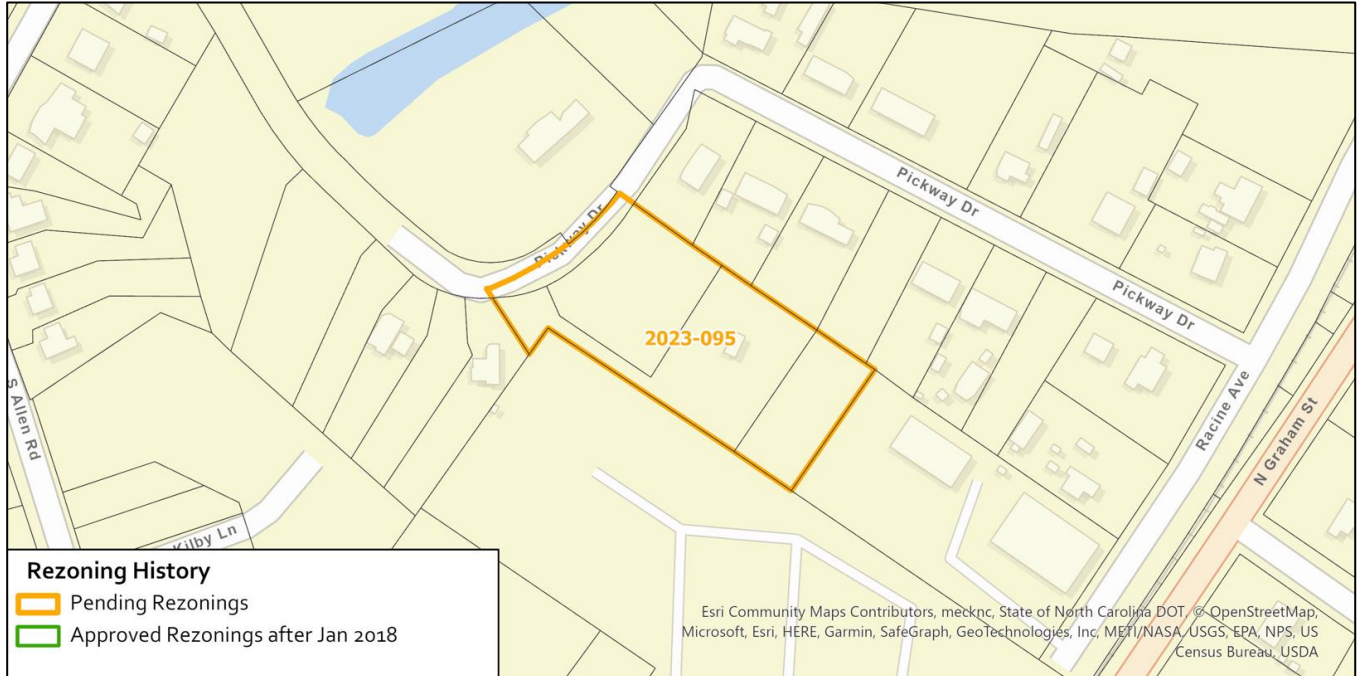 Pickway Dr
Pickway Dr
Pickway Dr
2023-095
Racine Ave
N Graham St
S Allen Rd
Kilby Ln
Rezoning History
Pending Rezonings
Approved Rezonings after Jan 2018
Esri Community Maps Contributors, mecknc, State of North Carolina DOT, © OpenStreetMap,
Microsoft, Esri, HERE, Garmin, SafeGraph, GeoTechnologies, Inc, METI/NASA, USGS, EPA, NPS, US
Census Bureau, USDA